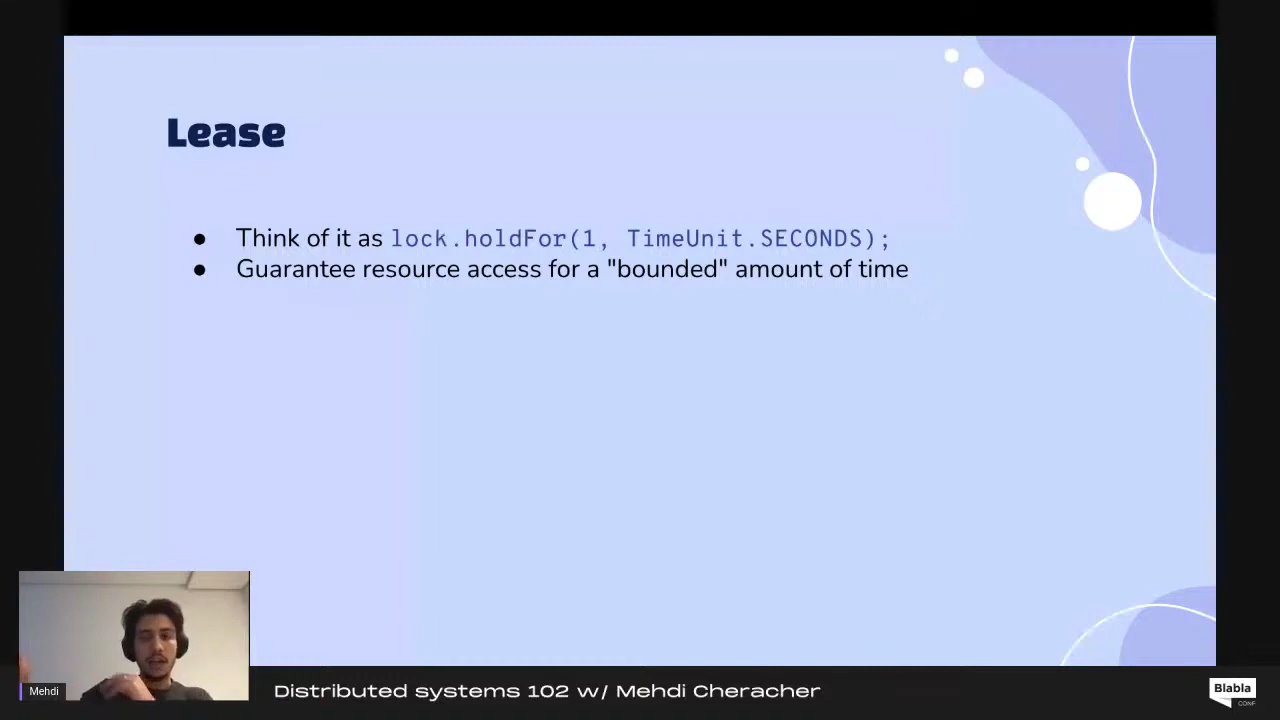 Lease
● Think of it as lock.holdFor(1, TimeUnit.SECONDS);
● Guarantee resource access for a "bounded" amount of time
Mehdi
Distributed systems 102 w/ Mehdi Cheracher
Blabla
CONF